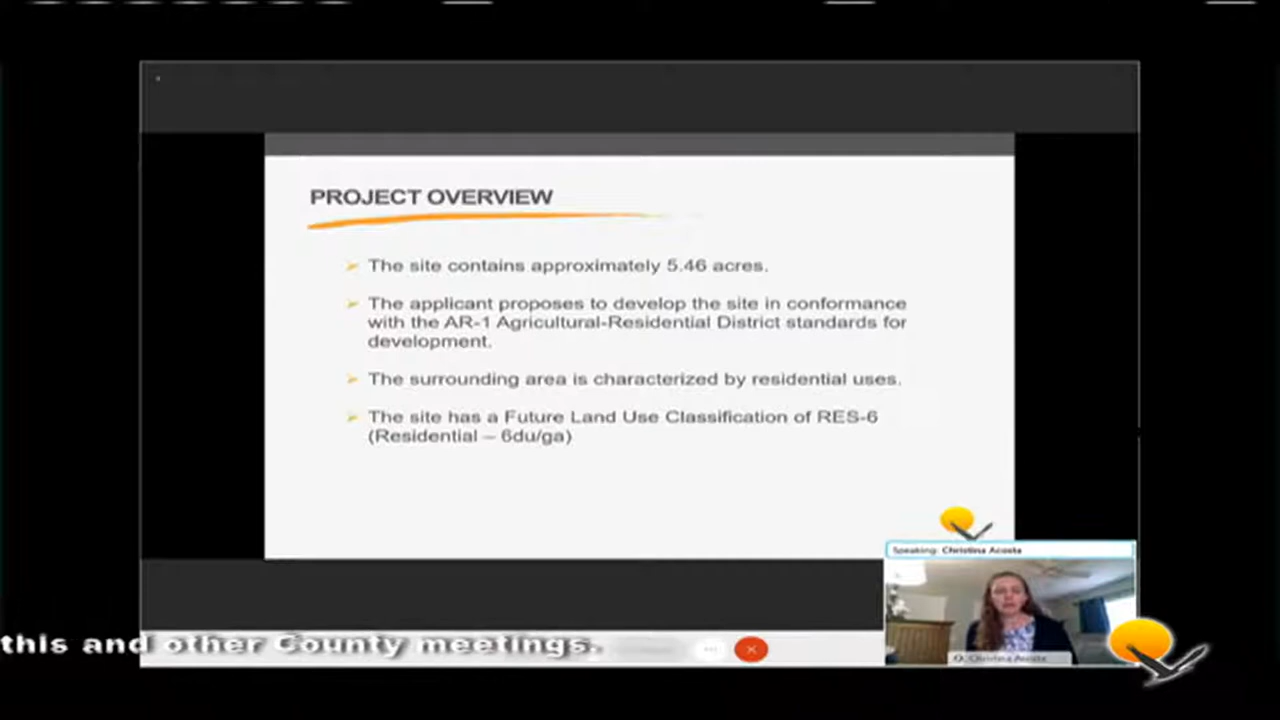 PROJECT OVERVIEW
The site contains approximately 5.46 acres.
The applicant proposes to develop the site in conformance
with the AR-1 Agricultural-Residential District standards for
development.
The surrounding area is characterized by residential uses.
The site has a Future Land Use Classification of RES-6
(Residential – 6du/ga)
Speaking: Christina Acosta
Christina Acosta
this and other County meetings.